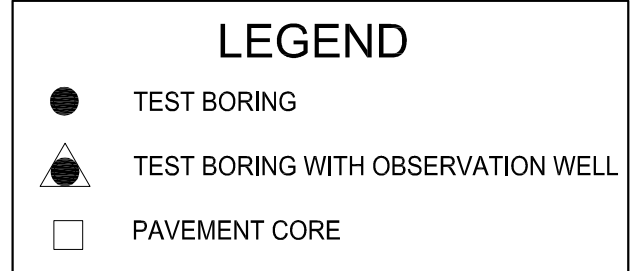 LEGEND
TEST BORING
TEST BORING WITH OBSERVATION WELL
PAVEMENT CORE